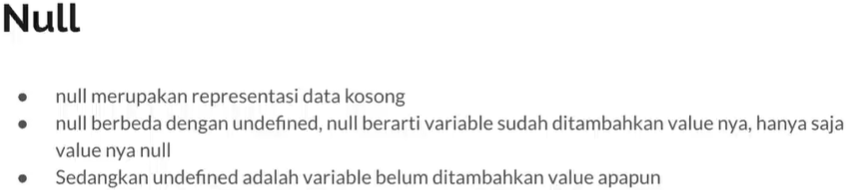 Null
● null merupakan representasi data kosong
● null berbeda dengan undefined, null berarti variable sudah ditambahkan value nya, hanya saja
value nya null
● Sedangkan undefined adalah variable belum ditambahkan value apapun